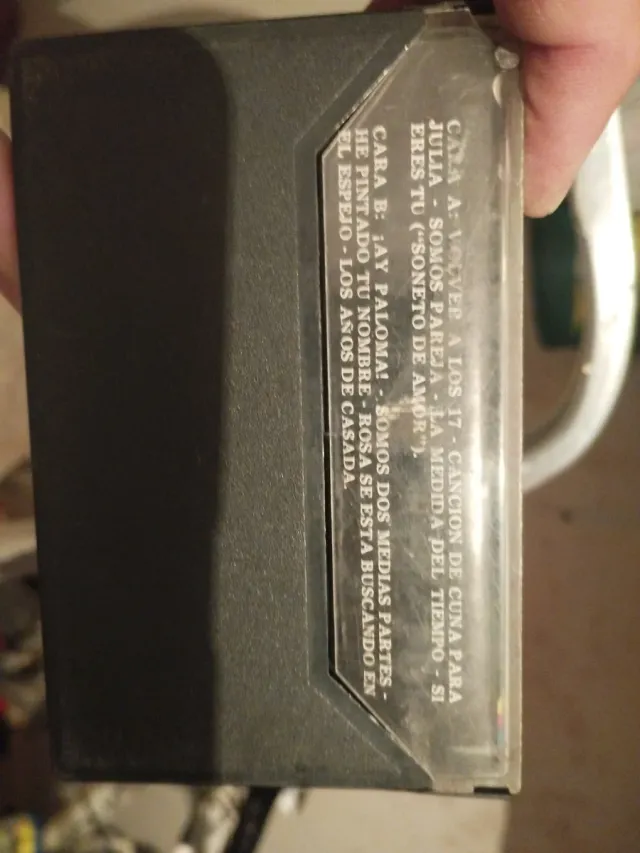 CARA A: VOLVER A LOS 17 - CANCION DE CUNA PARA
JULIA - SOMOS PAREJA - LA MEDIDA DEL TIEMPO - SI
ERES TU ("SONETO DE AMOR").
CARA B: ¡AY PALOMA! - SOMOS DOS MEDIAS PARTES -
HE PINTADO TU NOMBRE - ROSA SE ESTA BUSCANDO EN
EL ESPEJO - LOS AÑOS DE CASADA.